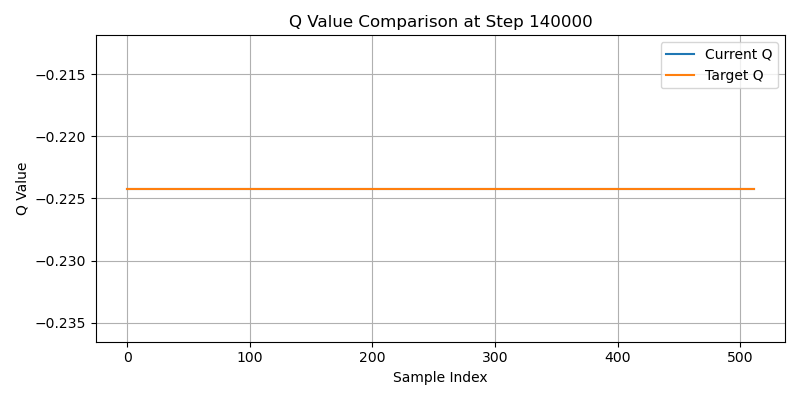 Q Value Comparison at Step 140000
Current Q
Target Q
−0.215
−0.220
−0.225
−0.230
−0.235
Q Value
0 100 200 300 400 500
Sample Index